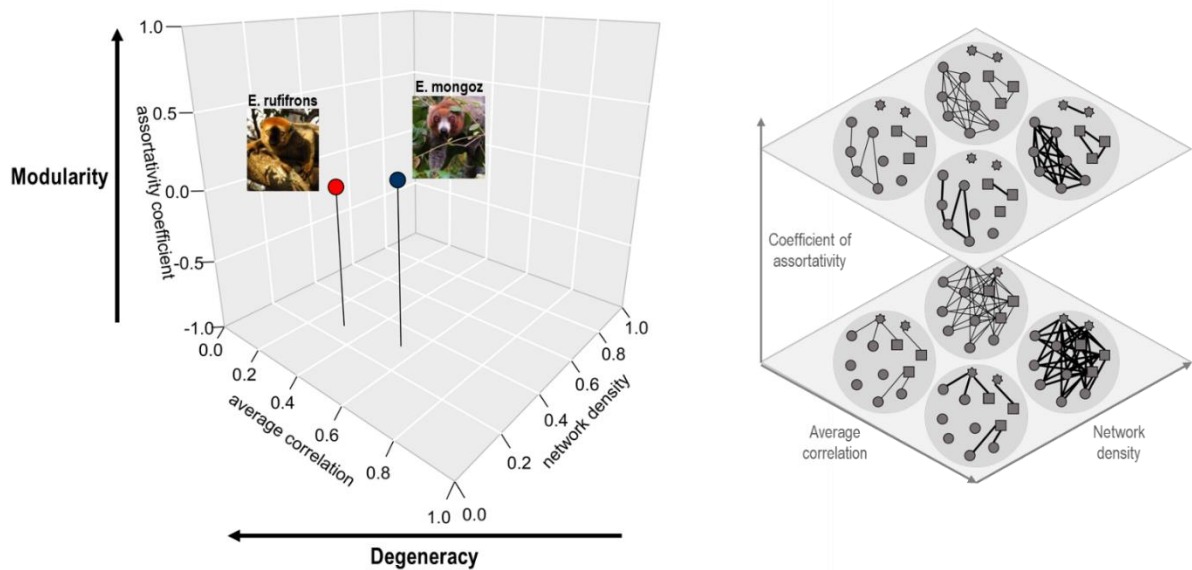 Modularity
assortativity coefficient
1.0
0.5
0.0
-0.5
-1.0
E. rufifrons
E. mongoz
0.0
0.2
0.4
0.6
0.8
1.0
average correlation
0.0
0.2
0.4
0.6
0.8
1.0
network density
Degeneracy
Coefficient of
assortativity
Average
correlation
Network
density